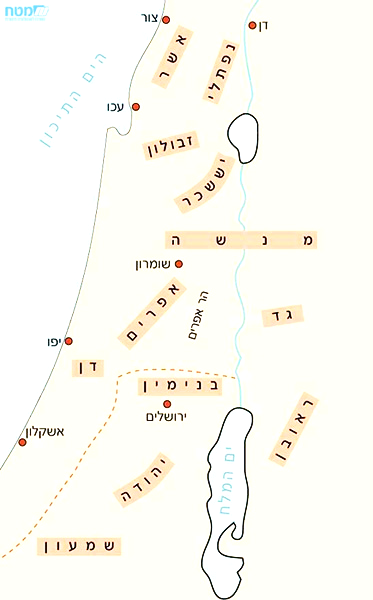 מטח
צור
דן
אשר
נפתלי
הים התיכון
עכו
זבולון
יששכר
מנשה
שומרון
אפרים
הר אפרים
גד
יפו
דן
בנימין
ירושלים
ראובן
אשקלון
יהודה
ים המלח
שמעון